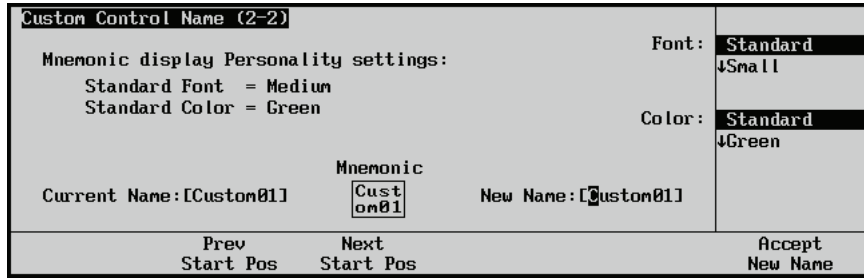 Custom Control Name (2-2)
Font: Standard
Mnemonic display Personality settings:
↓Small
Standard Font = Medium
Standard Color = Green
Color: Standard
↓Green
Mnemonic
Current Name:[Custom01]
Cust
om01
New Name:[Custom01]
Prev
Start Pos
Next
Start Pos
Accept
New Name